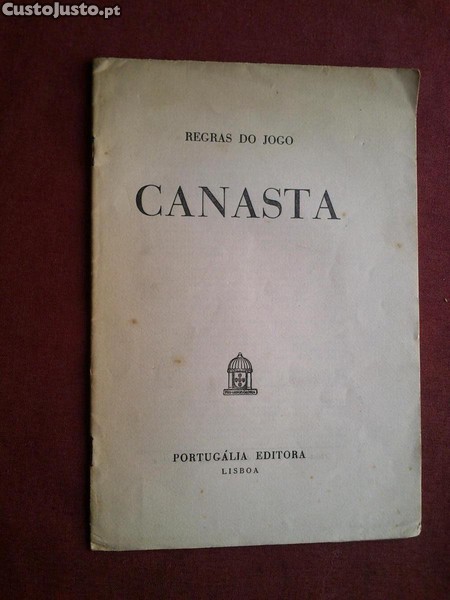 CustoJusto.pt
REGRAS DO JOGO
CANASTA
PORTUGÁLIA EDITORA
LISBOA